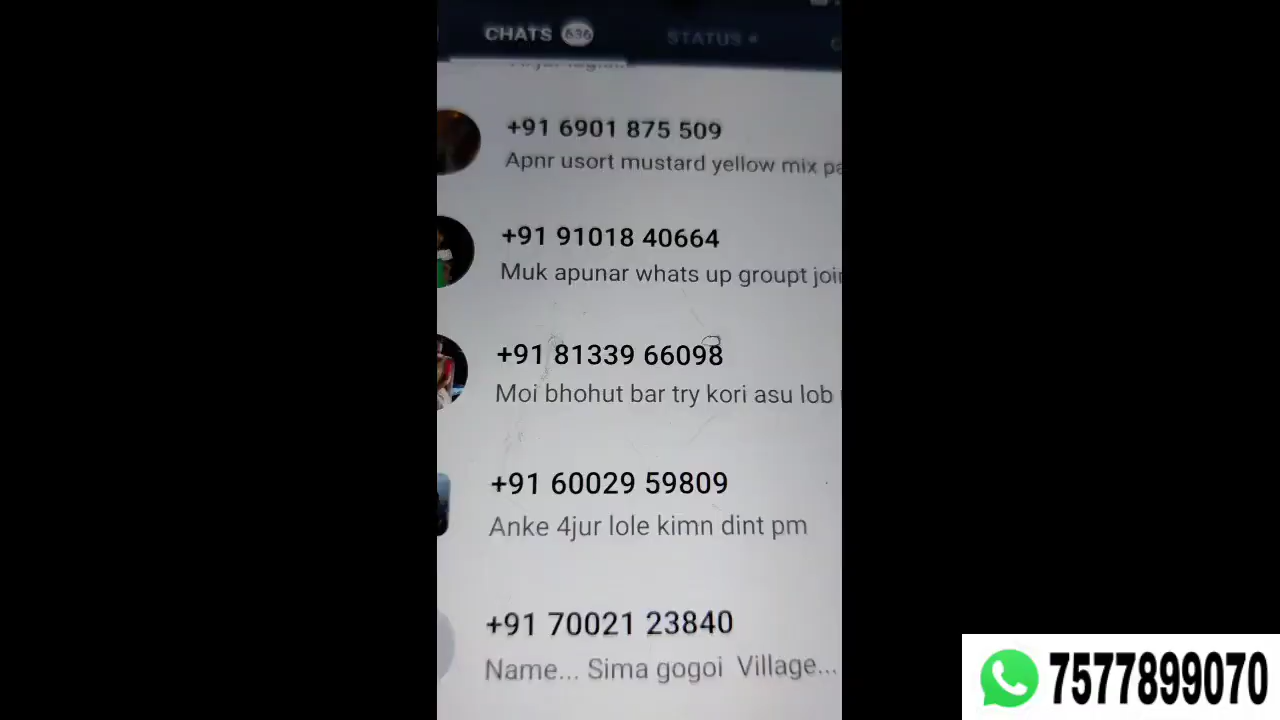 CHATS 636
STATUS
+91 6901 875 509
Apnr usort mustard yellow mix
+91 91018 40664
Muk apunar whats up groupt
+91 81339 66098
Moi bhohut bar try kori asu lob
+91 60029 59809
Anke 4jur lole kimn dint pm
+91 70021 23840
Name... Sima gogoi Village...
7577899070